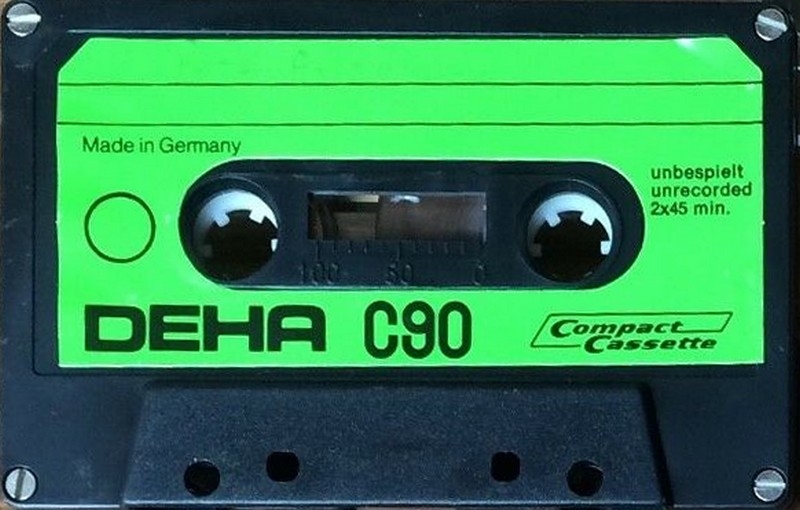 Made in Germany
unbespielt
unrecorded
2x45 min.
100 50 0
DEHA C90
Compact
Cassette